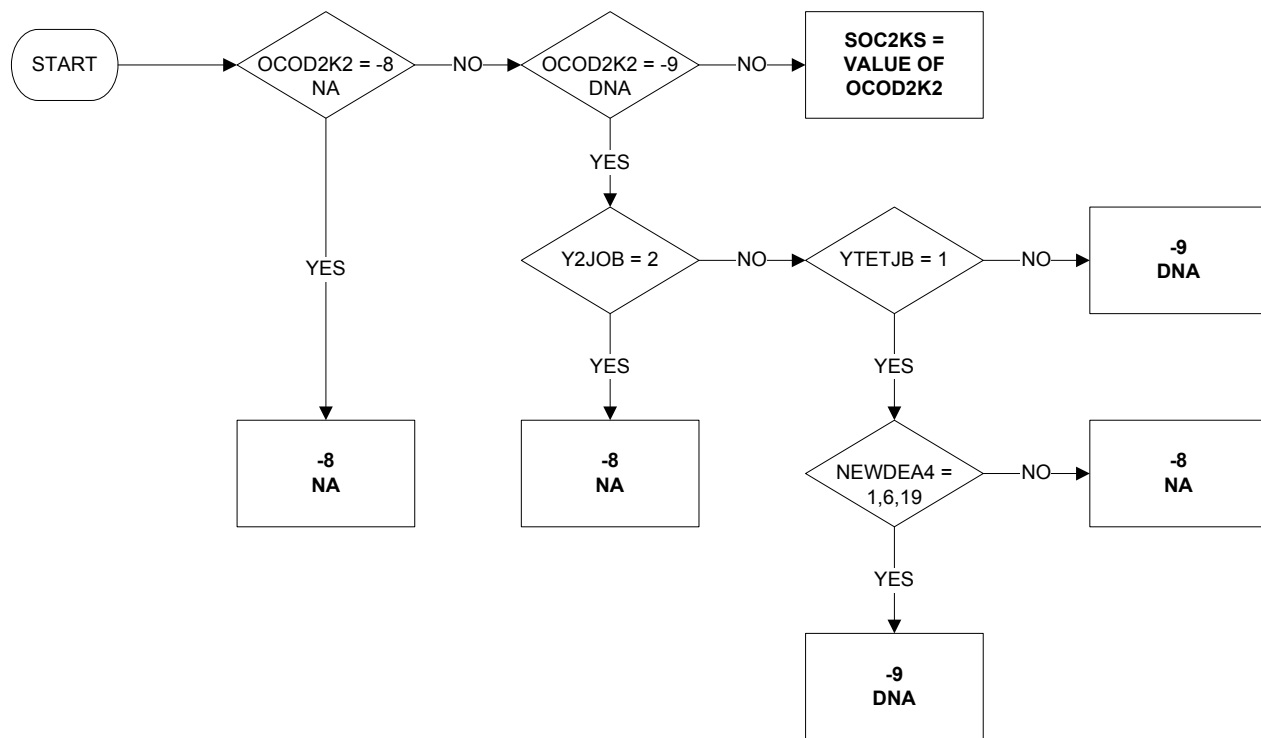 START
OCOD2K2 = -8
NA
NO
OCOD2K2 = -9
DNA
NO
SOC2KS =
VALUE OF
OCOD2K2
YES
YES
Y2JOB = 2
NO
YTETJB = 1
NO
-9
DNA
YES
YES
-8
NA
-8
NA
NEWDEA4 =
1,6,19
NO
-8
NA
YES
-9
DNA